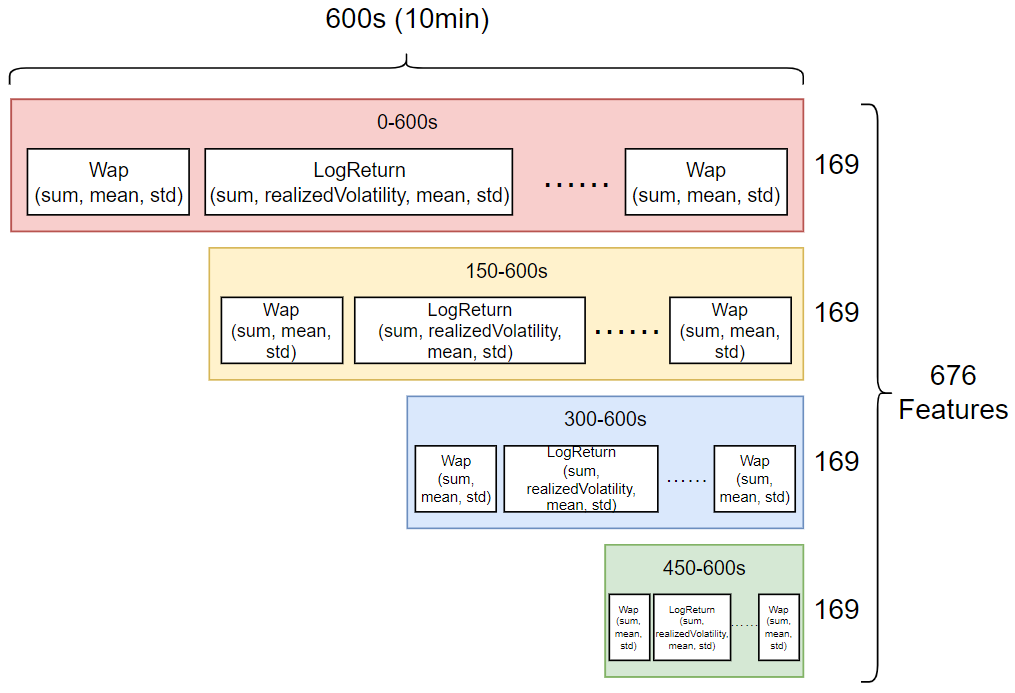 600s (10min)
0-600s
Wap
(sum, mean, std)
LogReturn
(sum, realizedVolatility, mean, std)
......
Wap
(sum, mean, std)
169
150-600s
Wap
(sum, mean,
std)
LogReturn
(sum, realizedVolatility,
mean, std)
......
Wap
(sum, mean,
std)
169
676
Features
300-600s
Wap
(sum,
mean, std)
LogReturn
(sum,
realizedVolatility,
mean, std)
......
Wap
(sum,
mean, std)
169
450-600s
Wap
(sum,
mean,
std)
LogReturn
(sum,
realizedVolatility,
mean, std)
......
Wap
(sum,
mean,
std)
169